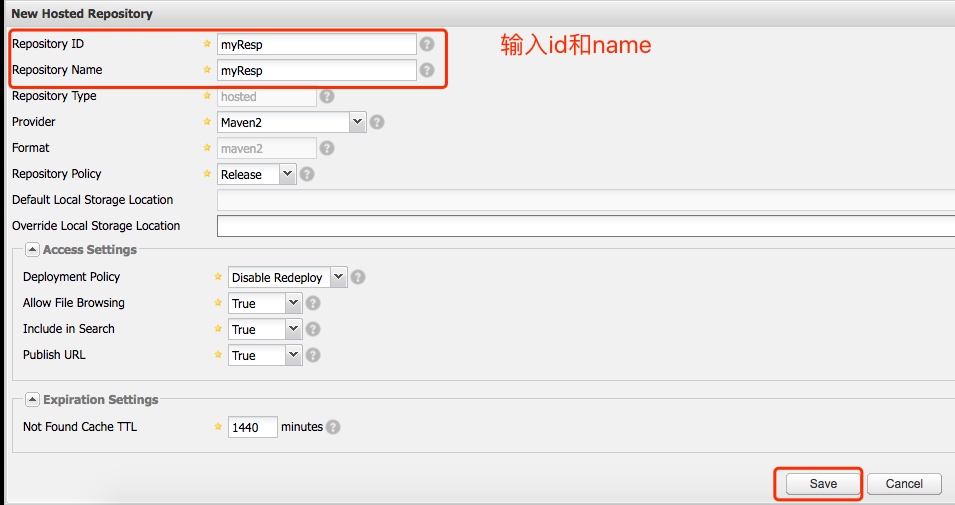 New Hosted Repository
Repository ID myResp
输入id和name
Repository Name myResp
Repository Type hosted
Provider Maven2
Format maven2
Repository Policy Release
Default Local Storage Location
Override Local Storage Location
Access Settings
Deployment Policy Disable Redeploy
Allow File Browsing True
Include in Search True
Publish URL True
Expiration Settings
Not Found Cache TTL 1440 minutes
Save Cancel